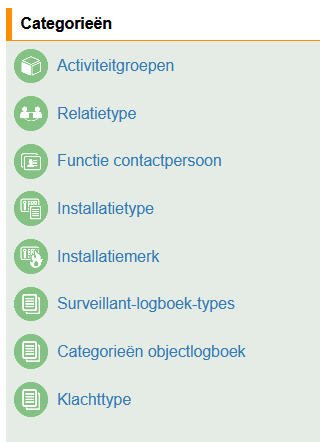 Categorieën
Activiteitgroepen
Relatietype
Functie contactpersoon
Installatietype
Installatiemerk
Surveillant-logboek-types
Categorieën objectlogboek
Klachttype